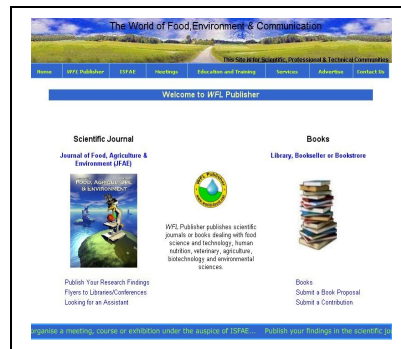 The World of Food,Environment & Communication
This Site is for Scientific, Professional & Technical Communities
Home WFL Publisher ISFAE Meetings Education and Training Services Advertise Contact Us
Welcome to WFL Publisher
Scientific Journal
Journal of Food, Agriculture &
Environment (JFAE)
FOOD, AGRICULTURE
& ENVIRONMENT
Publish Your Research Findings
Flyers to Libraries/Conferences
Looking for an Assistant
WFL Publisher
WFL Publisher publishes scientific
journals or books dealing with food
science and technology, human
nutrition, veterinary, agriculture,
biotechnology and environmental
sciences.
Books
Library, Bookseller or Bookstrore
Books
Submit a Book Proposal
Submit a Contribution
organise a meeting, course or exhibition under the auspice of ISFAE... Publish your findings in the scientific jo